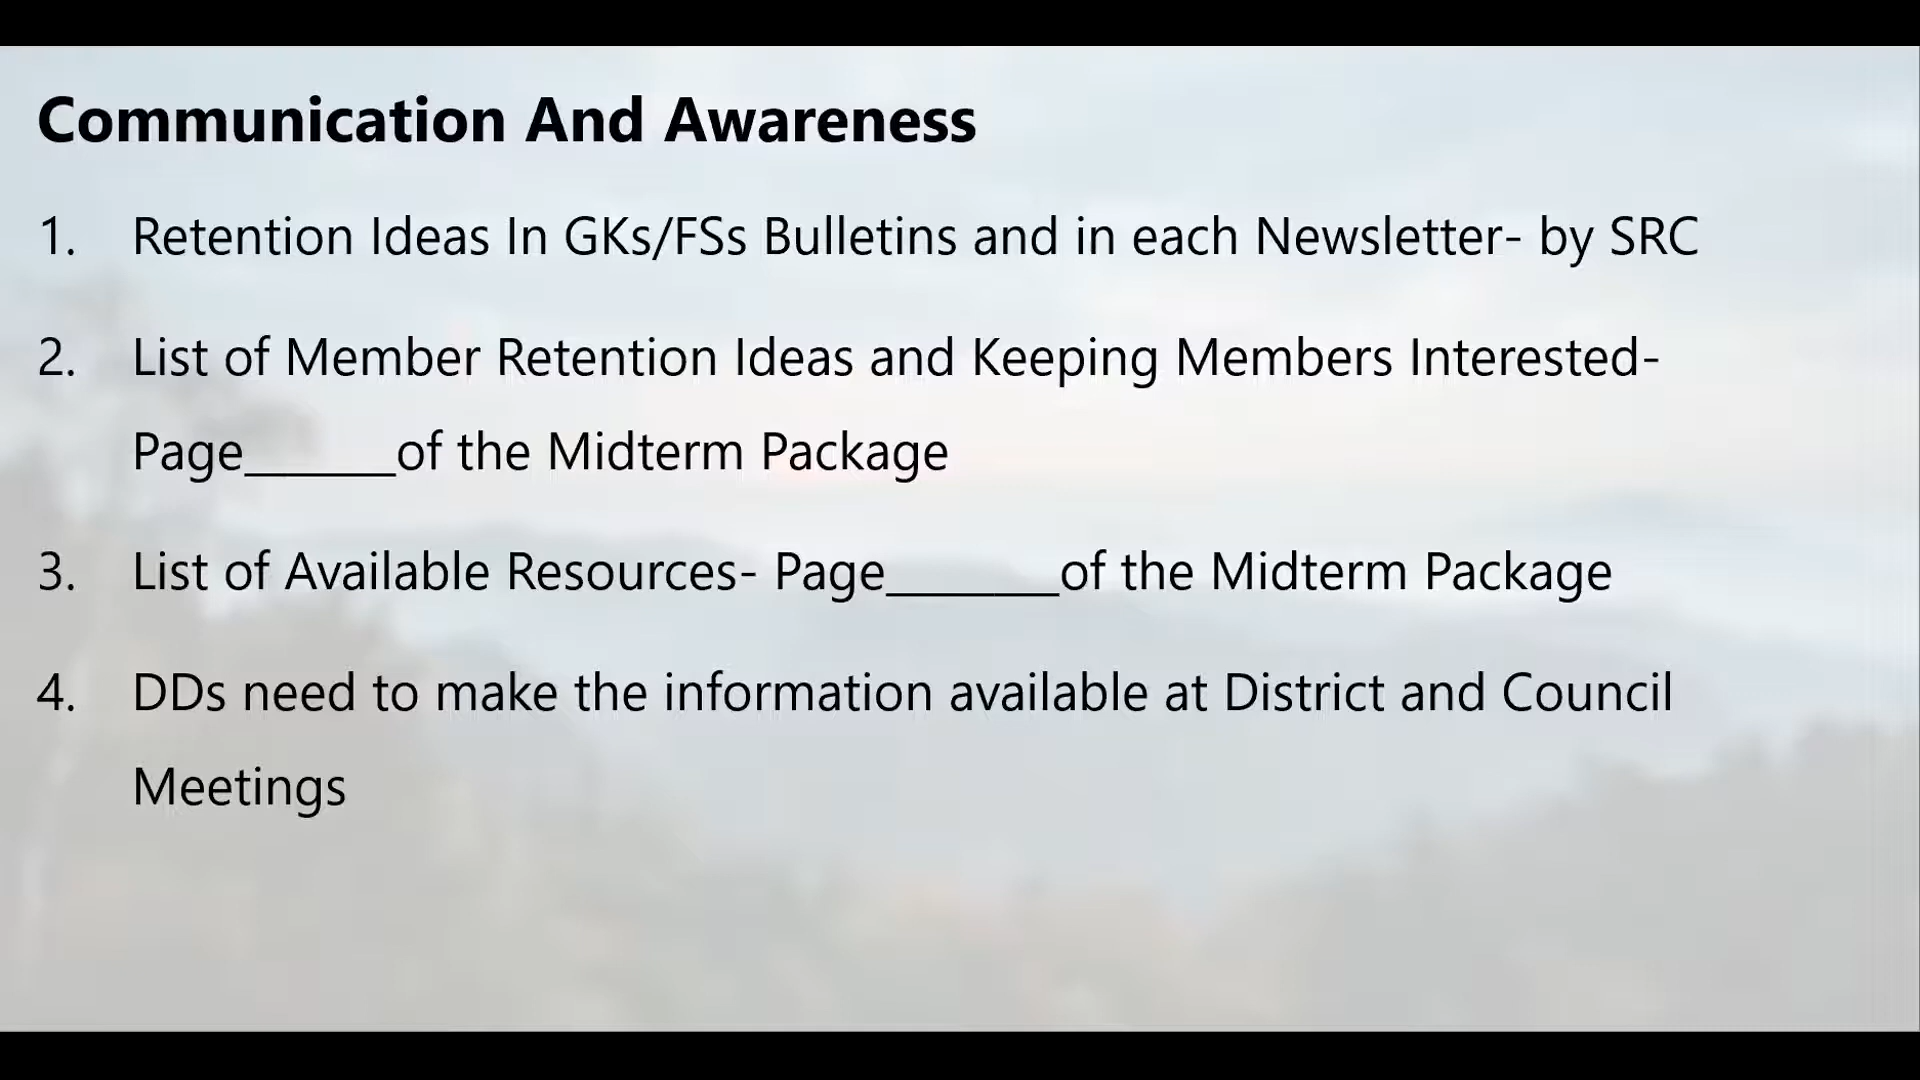 Communication And Awareness
1. Retention Ideas In GKs/FSs Bulletins and in each Newsletter- by SRC
2. List of Member Retention Ideas and Keeping Members Interested-
Page______of the Midterm Package
3. List of Available Resources- Page_______of the Midterm Package
4. DDs need to make the information available at District and Council
Meetings